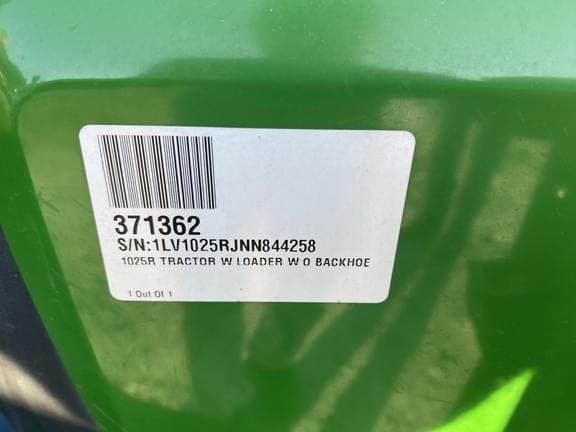 371362
S/N:1LV1025RJNN844258
1025R TRACTOR W LOADER W O BACKHOE
1 Out Of 1